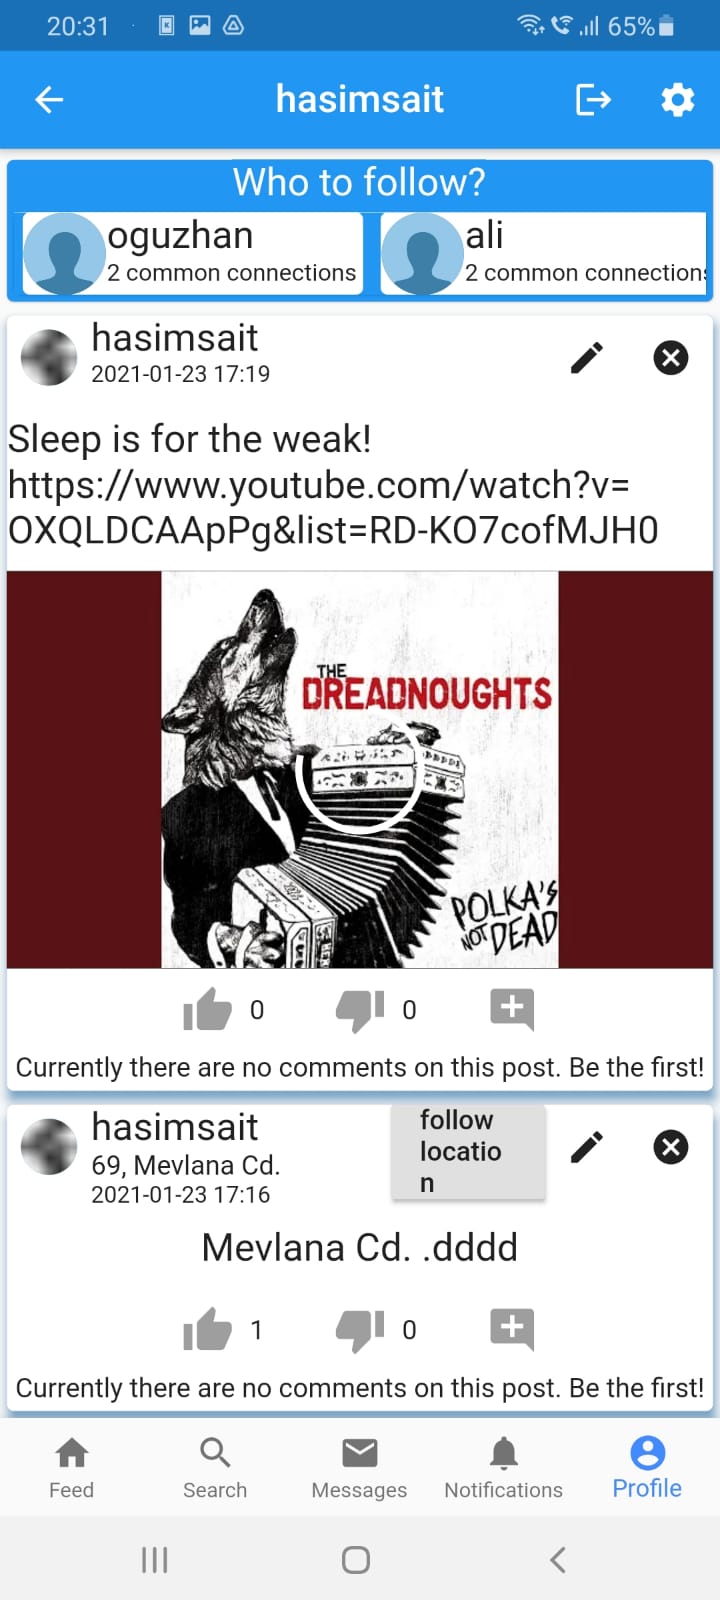 20:31
65%
hasimsait
Who to follow?
oguzhan
2 common connections
ali
2 common connections
hasimsait
2021-01-23 17:19
Sleep is for the weak!
https://www.youtube.com/watch?v=
OXQLDCAApPg&list=RD-KO7cofMJH0
THE
DREADNOUGHTS
POLKA'S
NOT DEAD
0
0
Currently there are no comments on this post. Be the first!
hasimsait
69, Mevlana Cd.
2021-01-23 17:16
follow
locatio
n
Mevlana Cd. .dddd
1
0
Currently there are no comments on this post. Be the first!
Feed
Search
Messages
Notifications
Profile